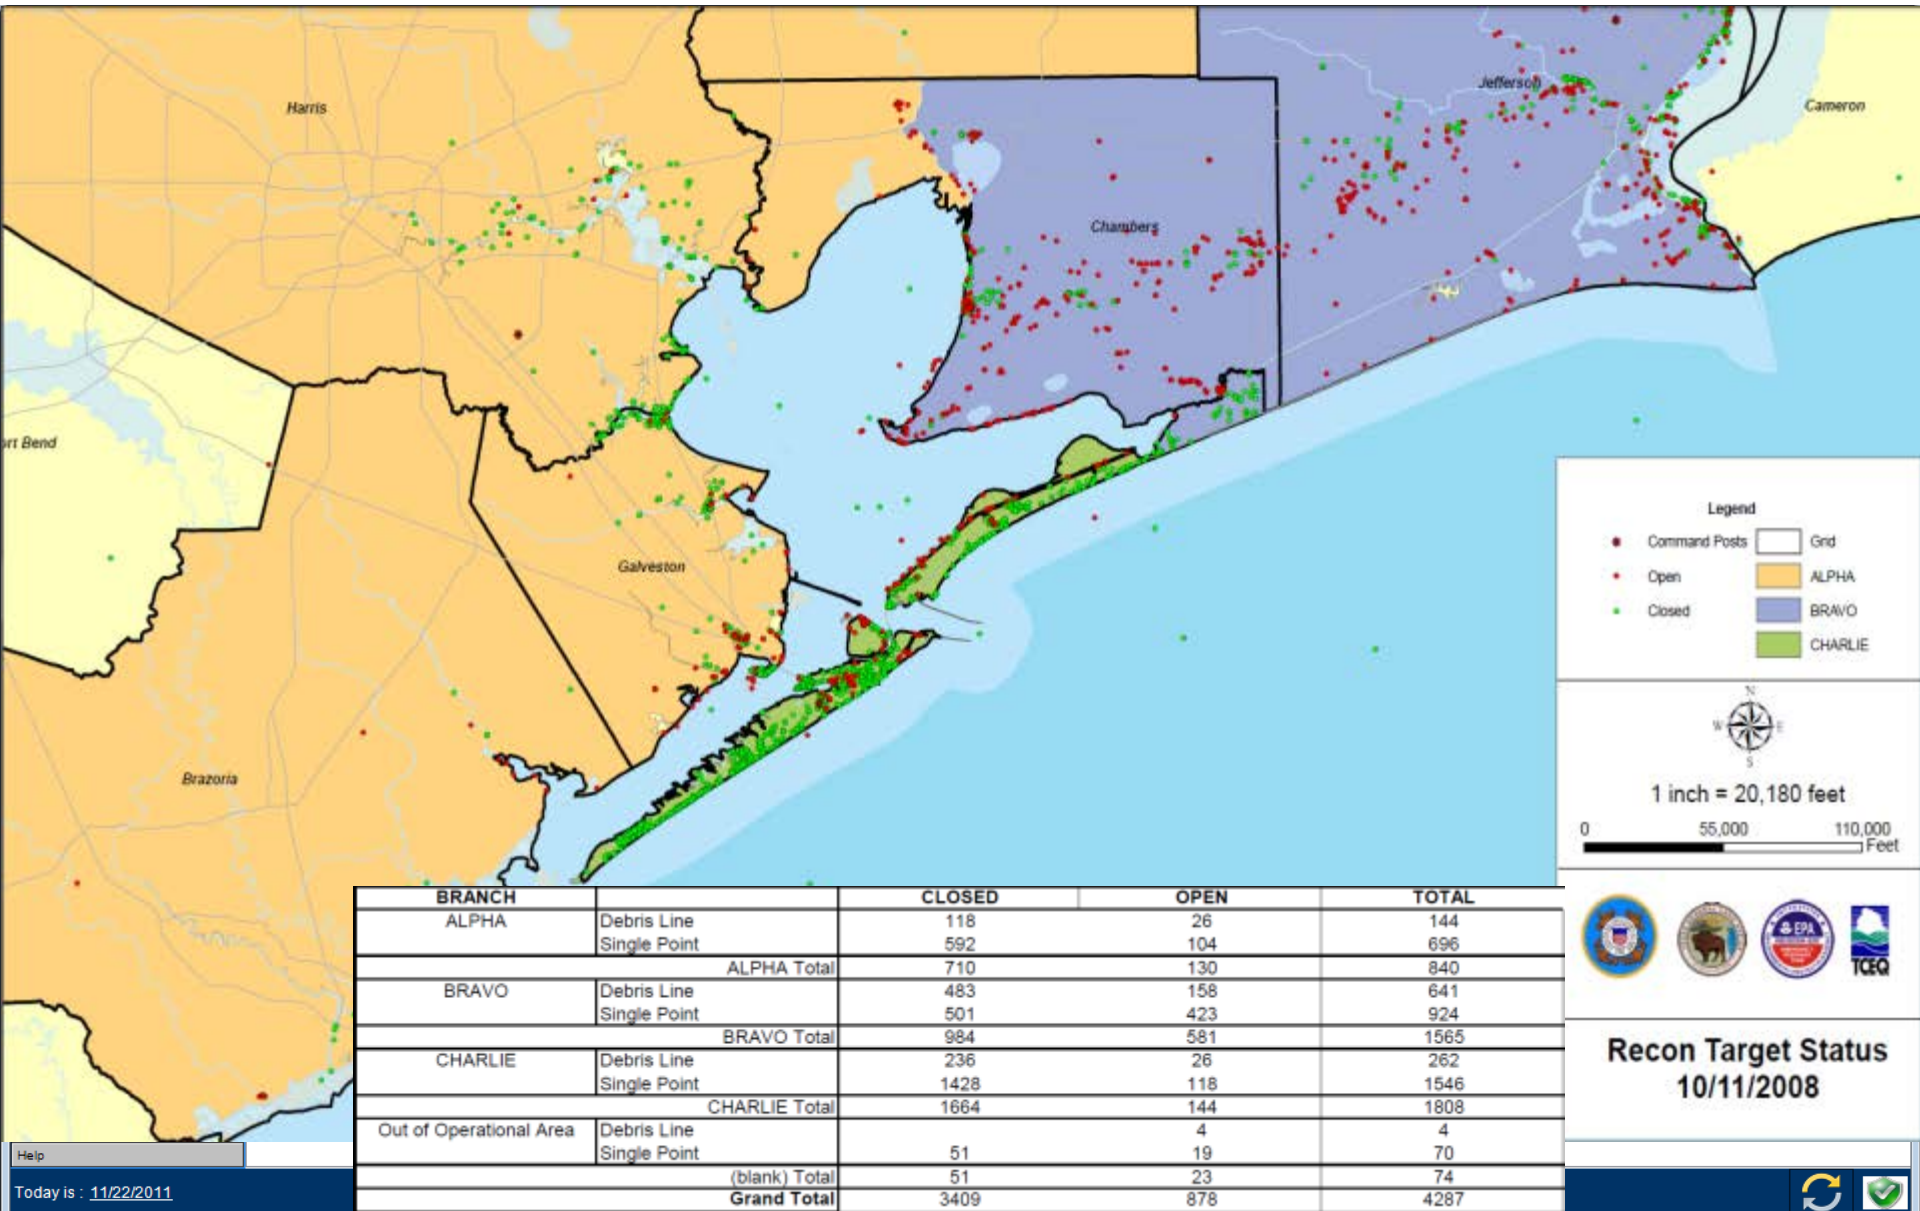 Harris
Jefferson
Cameron
Chambers
ort Bend
Galveston
Brazoria
Legend
Command Posts Grid
Open ALPHA
Closed BRAVO
CHARLIE
N
W E
S
1 inch = 20,180 feet
0 55,000 110,000
Feet
EPA
TCEQ
Recon Target Status
10/11/2008
BRANCH CLOSED OPEN TOTAL
ALPHA Debris Line 118 26 144
Single Point 592 104 696
ALPHA Total 710 130 840
BRAVO Debris Line 483 158 641
Single Point 501 423 924
BRAVO Total 984 581 1565
CHARLIE Debris Line 236 26 262
Single Point 1428 118 1546
CHARLIE Total 1664 144 1808
Out of Operational Area Debris Line 4 4
Single Point 51 19 70
(blank) Total 51 23 74
Grand Total 3409 878 4287
Help
Today is : 11/22/2011